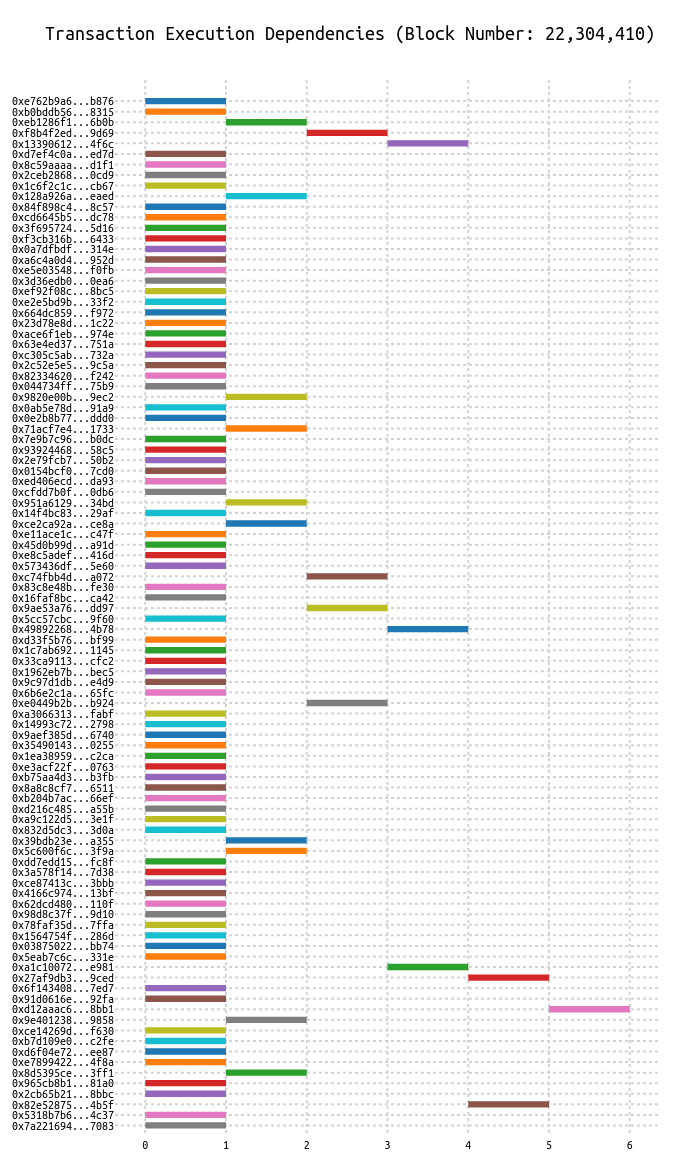 Transaction Execution Dependencies (Block Number: 22,304,410)
0xe762b9a6...b876
0xb0bddb56...8315
0xeb1286f1...6b0b
0xf8b4f2ed...9d69
0x13390612...4f6c
0xd7ef4c0a...ed7d
0x8c59aaaa...d1f1
0x2ceb2868...0cd9
0x1c6f2c1c...cb67
0x128a926a...eaed
0x84f898c4...8c57
0xcd6645b5...dc78
0x3f695724...5d16
0xf3cb316b...6433
0x0a7dfbdf...314e
0xa6c4a0d4...952d
0xe5e03548...f0fb
0x3d36edb0...0ea6
0xef92f08c...8bc5
0xe2e5bd9b...33f2
0x664dc859...f972
0x23d78e8d...1c22
0xace6f1eb...974e
0x63e4ed37...751a
0xc305c5ab...732a
0x2c52e5e5...9c5a
0x82334620...f242
0x044734ff...75b9
0x9820e00b...9ec2
0x0ab5e78d...91a9
0x0e2b8b77...ddd0
0x71acf7e4...1733
0x7e9b7c96...b0dc
0x93924468...58c5
0x2e79fcb7...50b2
0x0154bcf0...7cd0
0xed406ecd...da93
0xcfdd7b0f...0db6
0x951a6129...34bd
0x14f4bc83...29af
0xce2ca92a...ce8a
0xe11ace1c...c47f
0x45d0b99d...a91d
0xe8c5adef...416d
0x573436df...5e60
0xc74fbb4d...a072
0x83c8e48b...fe30
0x16faf8bc...ca42
0x9ae53a76...dd97
0x5cc57cbc...9f60
0x49892268...4b78
0xd33f5b76...bf99
0x1c7ab692...1145
0x33ca9113...cfc2
0x1962eb7b...bec5
0x9c97d1db...e4d9
0x6b6e2c1a...65fc
0xe0449b2b...b924
0xa3066313...fabf
0x14993c72...2798
0x9aef385d...6740
0x35490143...0255
0x1ea38959...c2ca
0xe3acf22f...0763
0xb75aa4d3...b3fb
0x8a8c8cf7...6511
0xb204b7ac...66ef
0xd216c485...a55b
0xa9c122d5...3e1f
0x832d5dc3...3d0a
0x39bdb23e...a355
0x5c600f6c...3f9a
0xdd7edd15...fc8f
0x3a578f14...7d38
0xce87413c...3bbb
0x4166c974...13bf
0x62dcd480...110f
0x98d8c37f...9d10
0x78faf35d...7ffa
0x1564754f...286d
0x03875022...bb74
0x5eab7c6c...331e
0xa1c10072...e981
0x27af9db3...9ced
0x6f143408...7ed7
0x91d0616e...92fa
0xd12aaac6...8bb1
0x9e401238...9858
0xce14269d...f630
0xb7d109e0...c2fe
0xd6f04e72...ee87
0xe7899422...4f8a
0x8d5395ce...3ff1
0x965cb8b1...81a0
0x2cb65b21...8bbc
0x82e52875...4b5f
0x5318b7b6...4c37
0x7a221694...7083
0 1 2 3 4 5 6